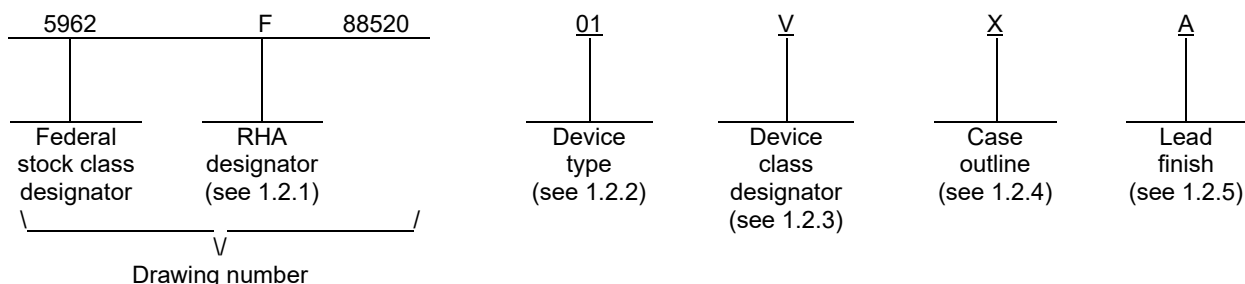 5962 F 88520 01 V X A
Federal stock class designator
RHA designator (see 1.2.1)
Device type (see 1.2.2)
Device class designator (see 1.2.3)
Case outline (see 1.2.4)
Lead finish (see 1.2.5)
Drawing number